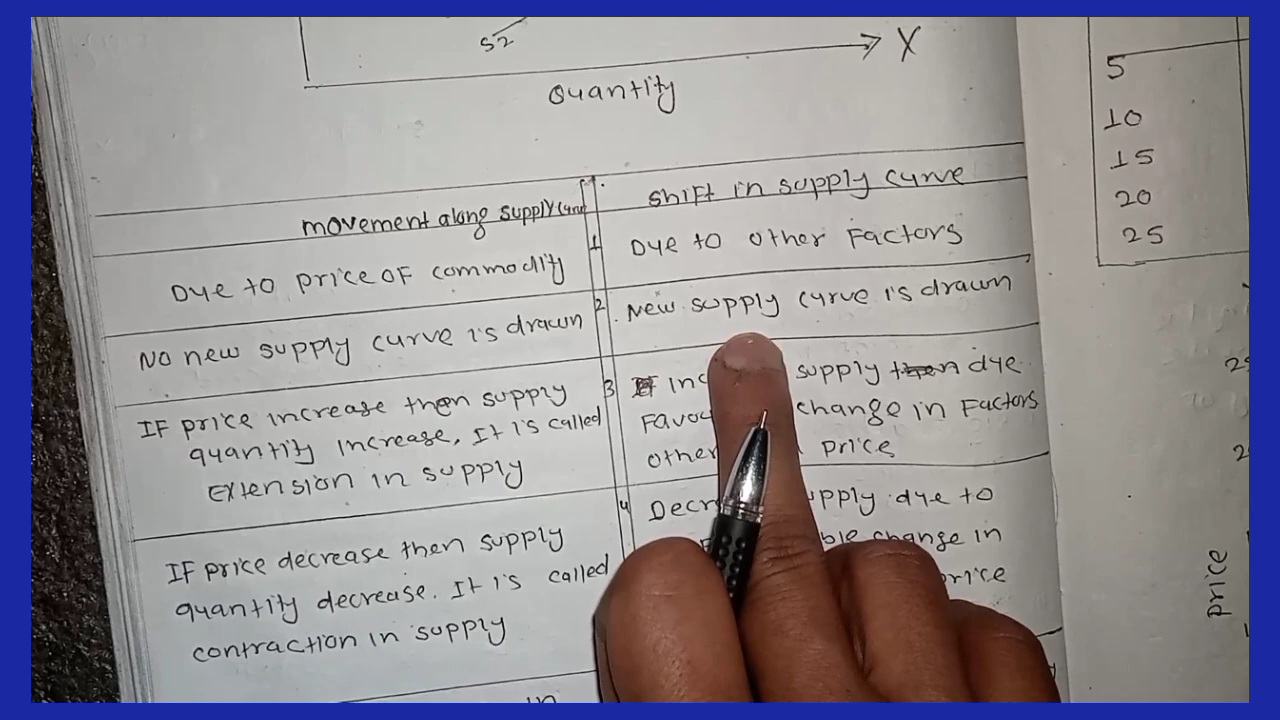 S2
X
Quantity
movement along supply curve
Shift in supply curve
Due to price of commodity
1
Due to other Factors
No new supply curve is drawn
2
New supply curve is drawn
IF price increase then supply
quantity increase. It is called
extension in supply
3
supply then due
change in Factors
other price
IF price decrease then supply
quantity decrease. It is called
contraction in supply
4
due to
change in
price
in
5
10
15
20
25
price